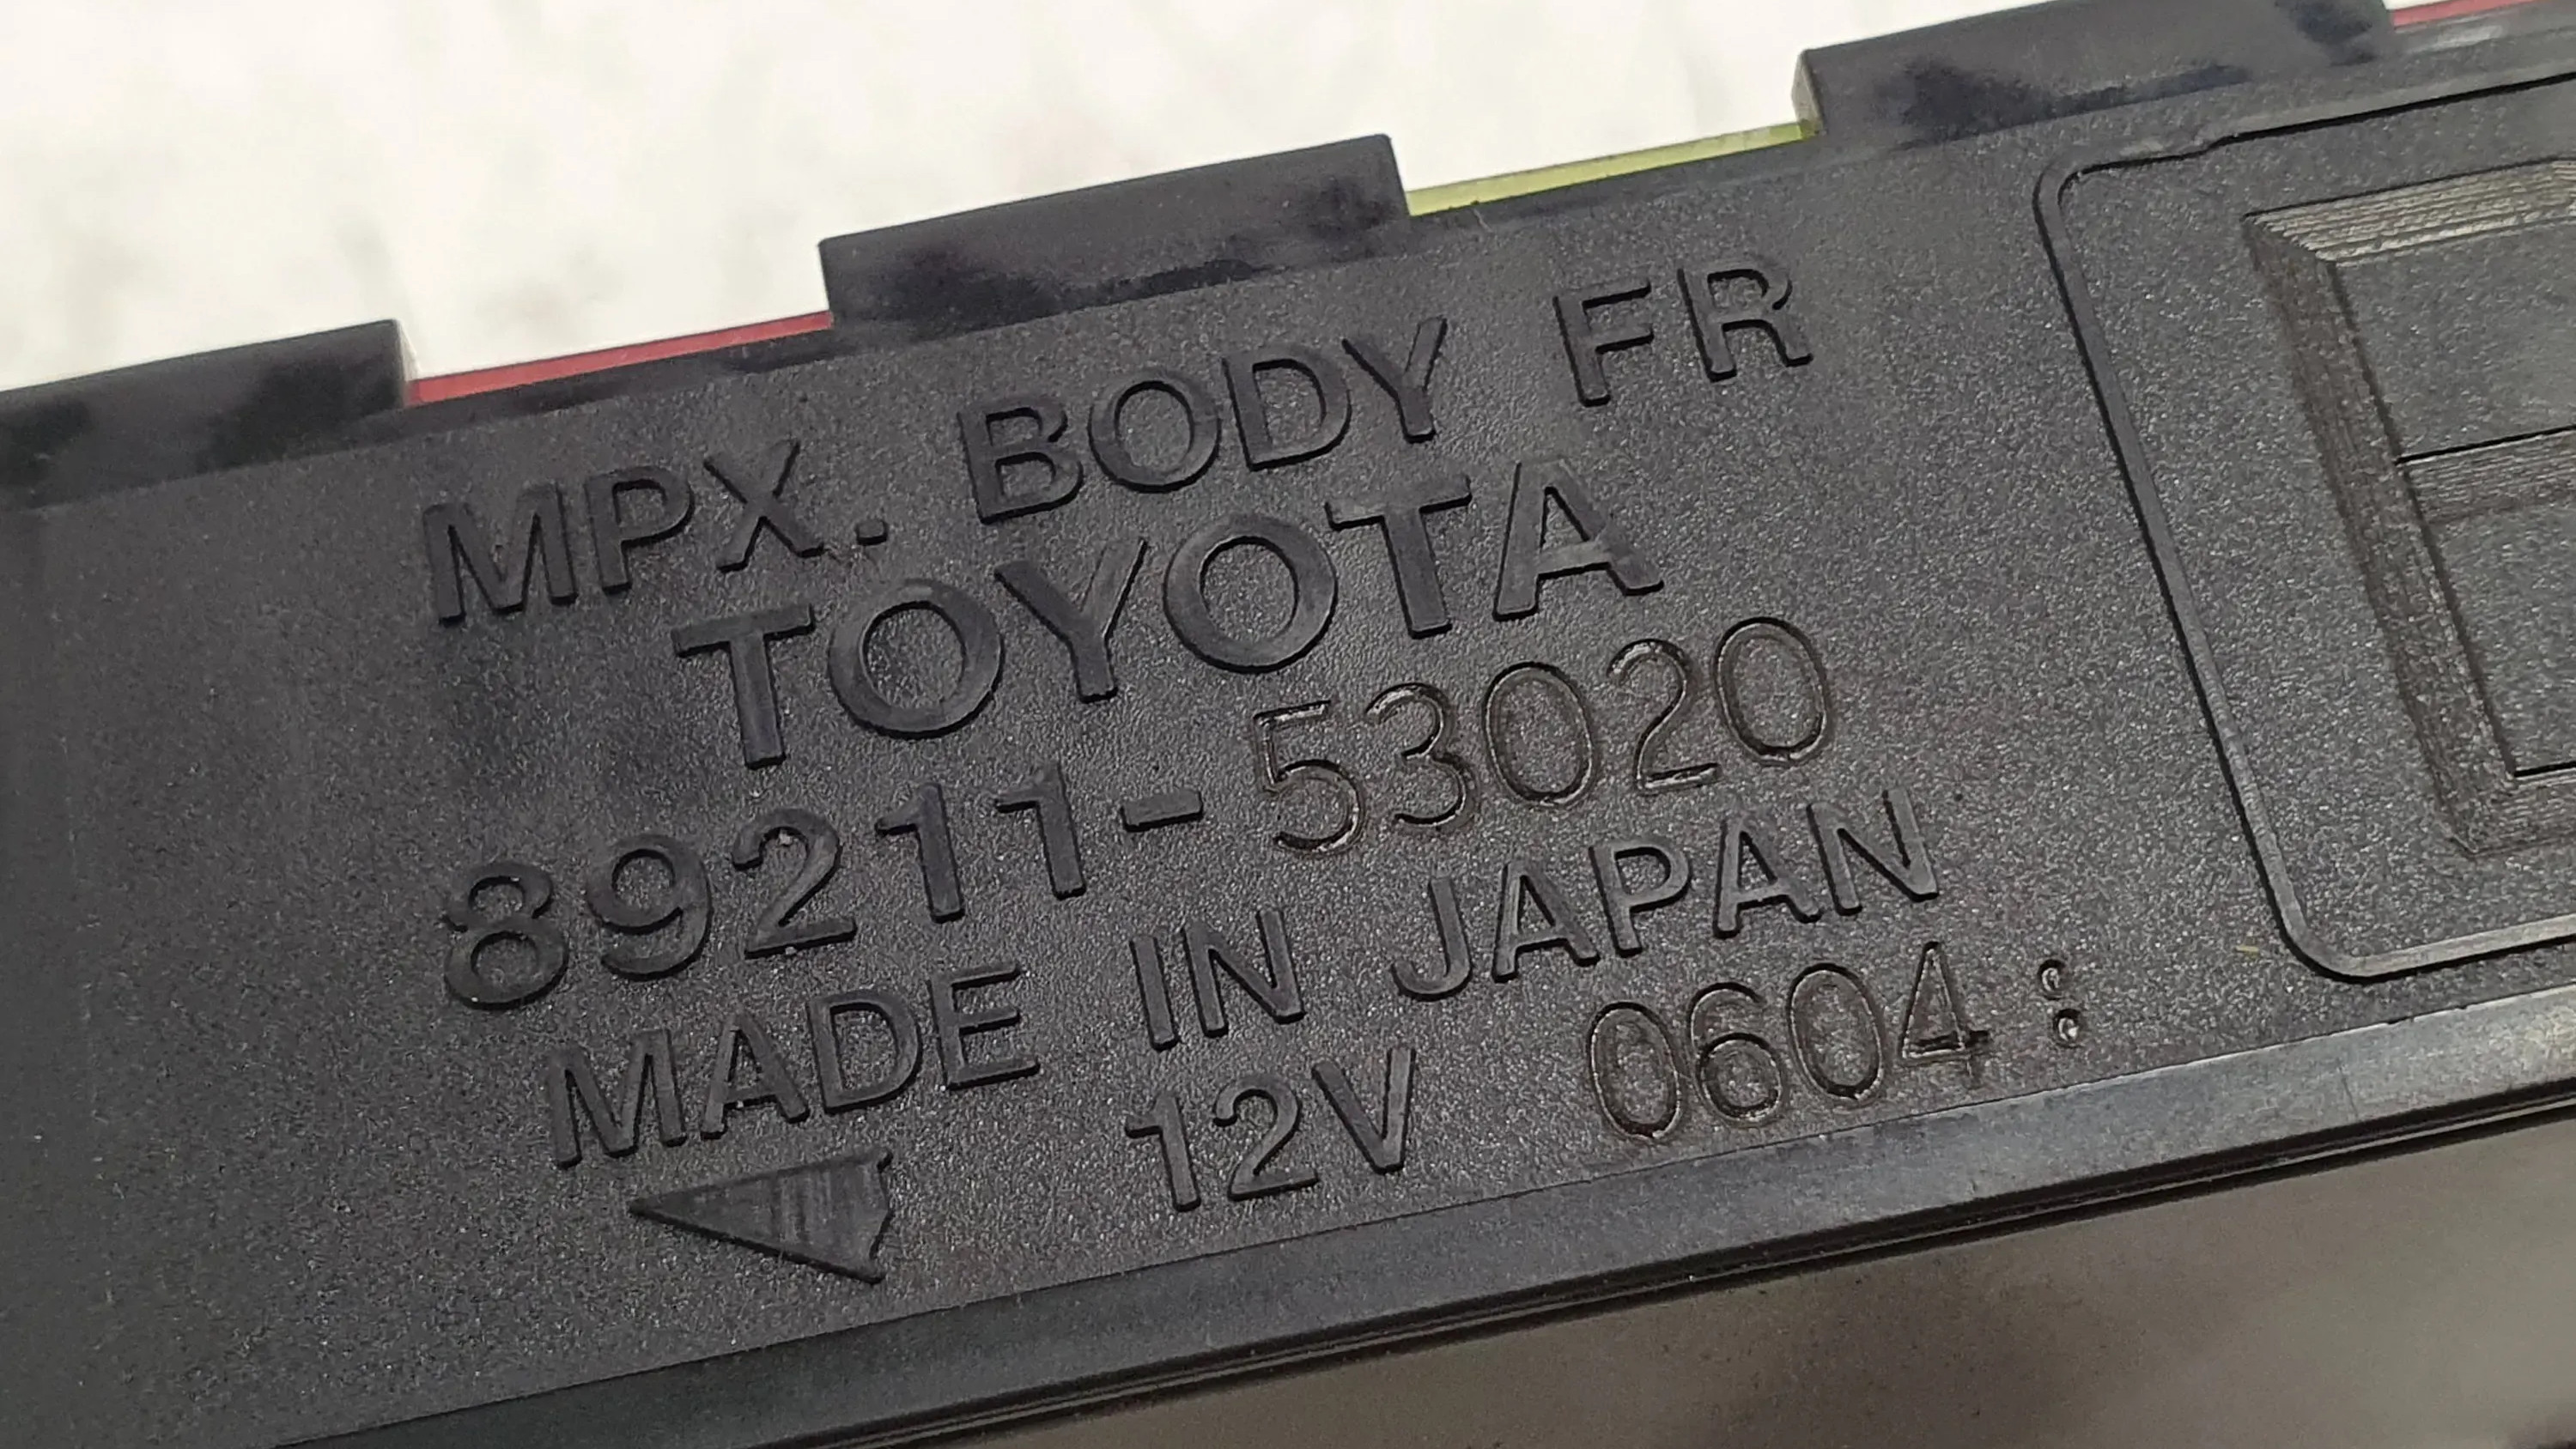 MPX. BODY FR
TOYOTA
89211-53020
MADE IN JAPAN
12V 0604 :